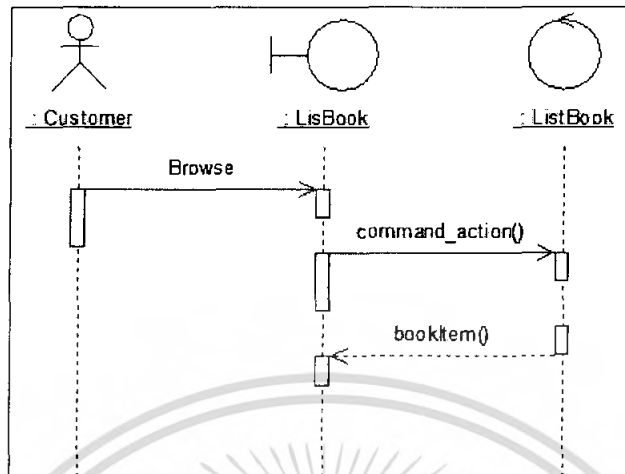 : Customer
: LisBook
: ListBook
Browse
command_action()
bookItem()